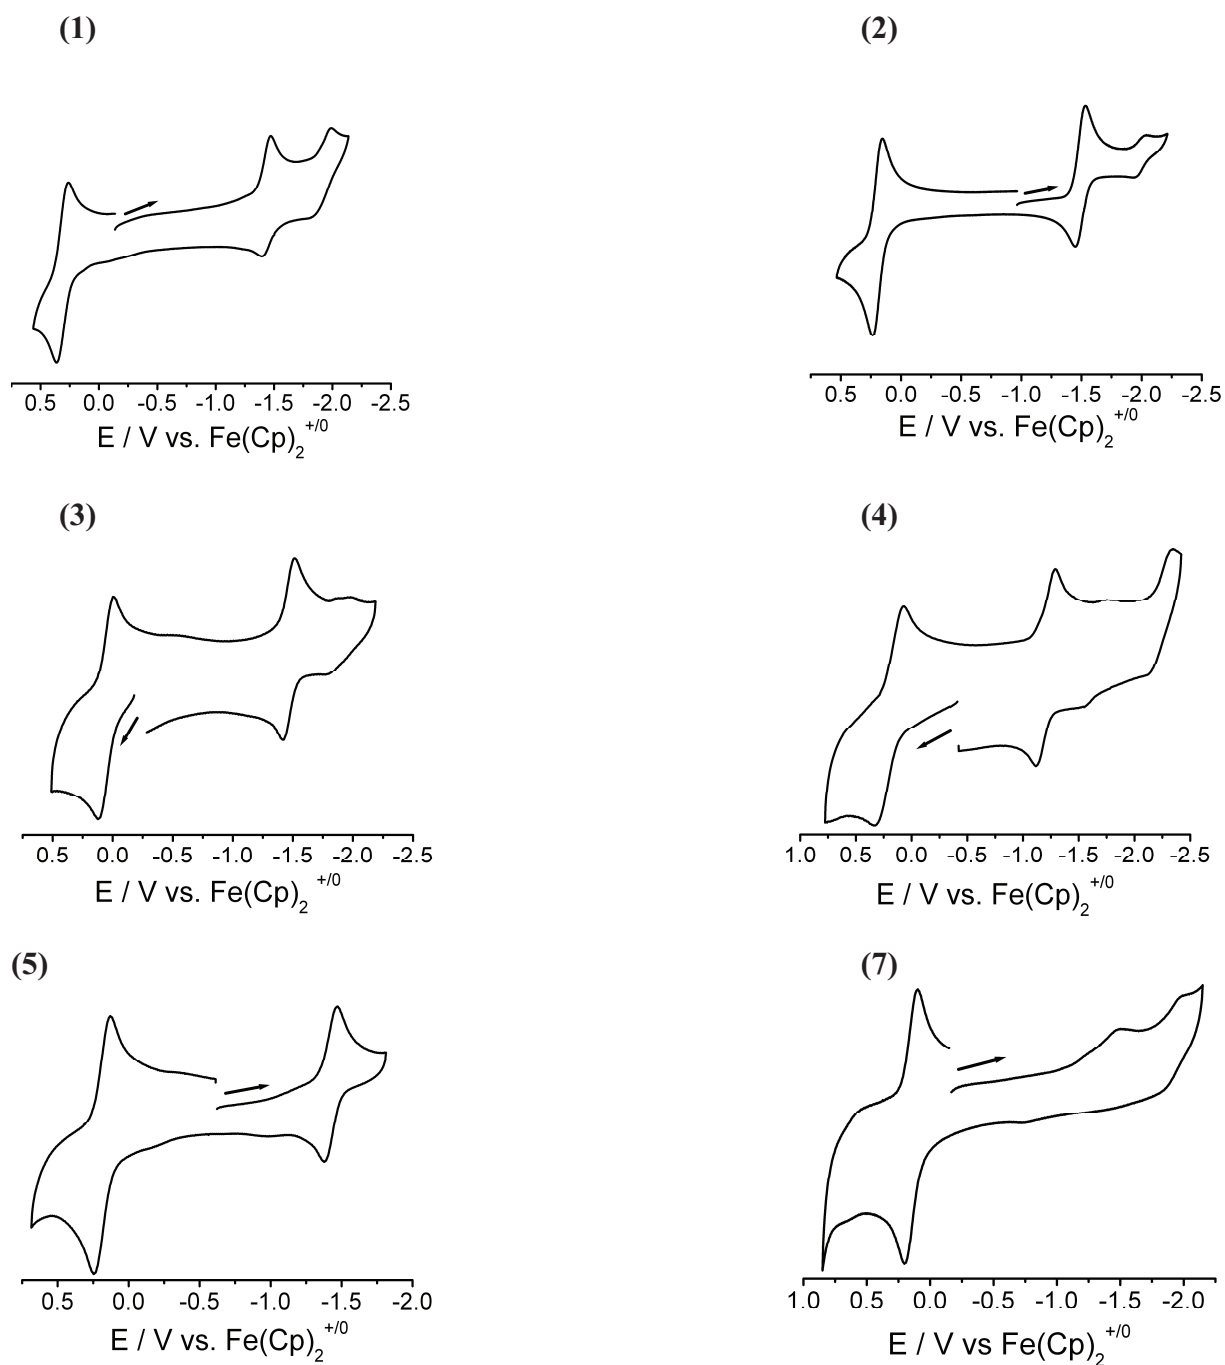 (1)
0.5 0.0 -0.5 -1.0 -1.5 -2.0 -2.5
E / V vs. Fe(Cp)₂⁺/⁰
(2)
0.5 0.0 -0.5 -1.0 -1.5 -2.0 -2.5
E / V vs. Fe(Cp)₂⁺/⁰
(3)
0.5 0.0 -0.5 -1.0 -1.5 -2.0 -2.5
E / V vs. Fe(Cp)₂⁺/⁰
(4)
1.0 0.5 0.0 -0.5 -1.0 -1.5 -2.0 -2.5
E / V vs. Fe(Cp)₂⁺/⁰
(5)
0.5 0.0 -0.5 -1.0 -1.5 -2.0
E / V vs. Fe(Cp)₂⁺/⁰
(7)
1.0 0.5 0.0 -0.5 -1.0 -1.5 -2.0
E / V vs Fe(Cp)₂⁺/⁰